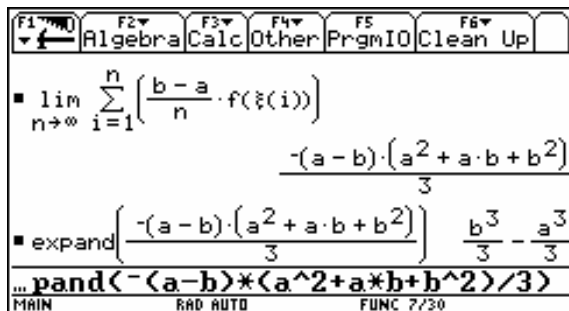 F1 F2 Algebra F3 Calc F4 Other F5 PrgmIO F6 Clean Up
▪ lim n→∞ n Σ i=1 ((b − a)/n · f(ξ(i)))
⁻(a − b)·(a² + a·b + b²)/3
▪ expand(⁻(a − b)·(a² + a·b + b²)/3) b³/3 − a³/3
…pand(⁻(a-b)*(a^2+a*b+b^2)/3)
MAIN RAD AUTO FUNC 7/30